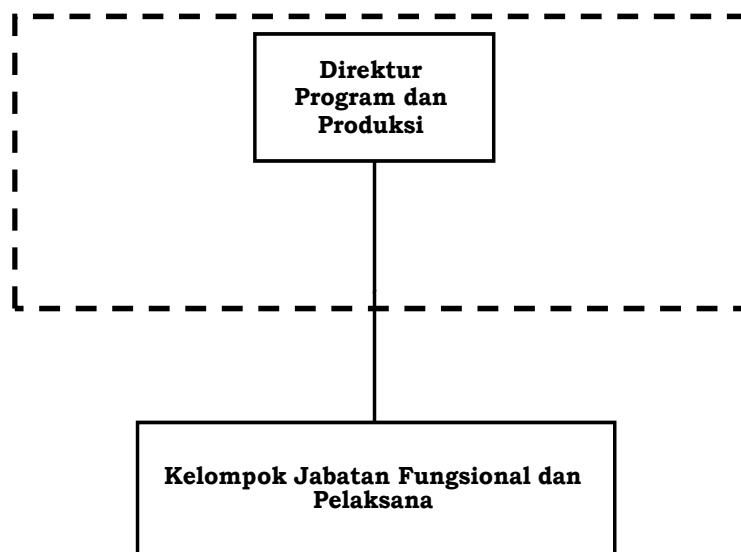 Direktur
Program dan
Produksi
Kelompok Jabatan Fungsional dan
Pelaksana